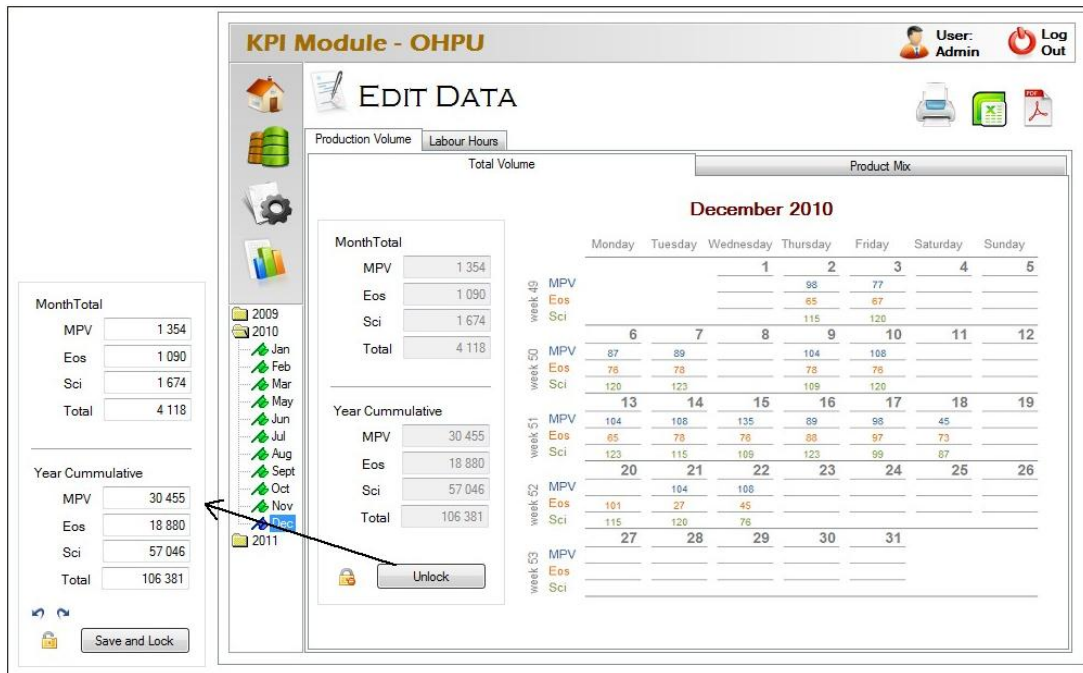 KPI Module - OHPU
User: Admin
Log Out
EDIT DATA
PDF
Production Volume Labour Hours
Total Volume Product Mix
December 2010
Monday Tuesday Wednesday Thursday Friday Saturday Sunday
1 2 3 4 5
week 49
MPV 98 77
Eos 65 67
Sci 115 120
6 7 8 9 10 11 12
week 50
MPV 87 89 104 108
Eos 76 78 78 76
Sci 120 123 109 120
13 14 15 16 17 18 19
week 51
MPV 104 108 135 89 98 45
Eos 65 78 76 88 97 73
Sci 123 115 109 123 99 87
20 21 22 23 24 25 26
week 52
MPV 104 108
Eos 101 27 45
Sci 115 120 76
27 28 29 30 31
week 53
MPV
Eos
Sci
MonthTotal
MPV 1 354
Eos 1 090
Sci 1 674
Total 4 118
Year Cummulative
MPV 30 455
Eos 18 880
Sci 57 046
Total 106 381
Unlock
2009
2010
Jan
Feb
Mar
May
Jun
Jul
Aug
Sept
Oct
Nov
Dec
2011
MonthTotal
MPV 1 354
Eos 1 090
Sci 1 674
Total 4 118
Year Cummulative
MPV 30 455
Eos 18 880
Sci 57 046
Total 106 381
Save and Lock